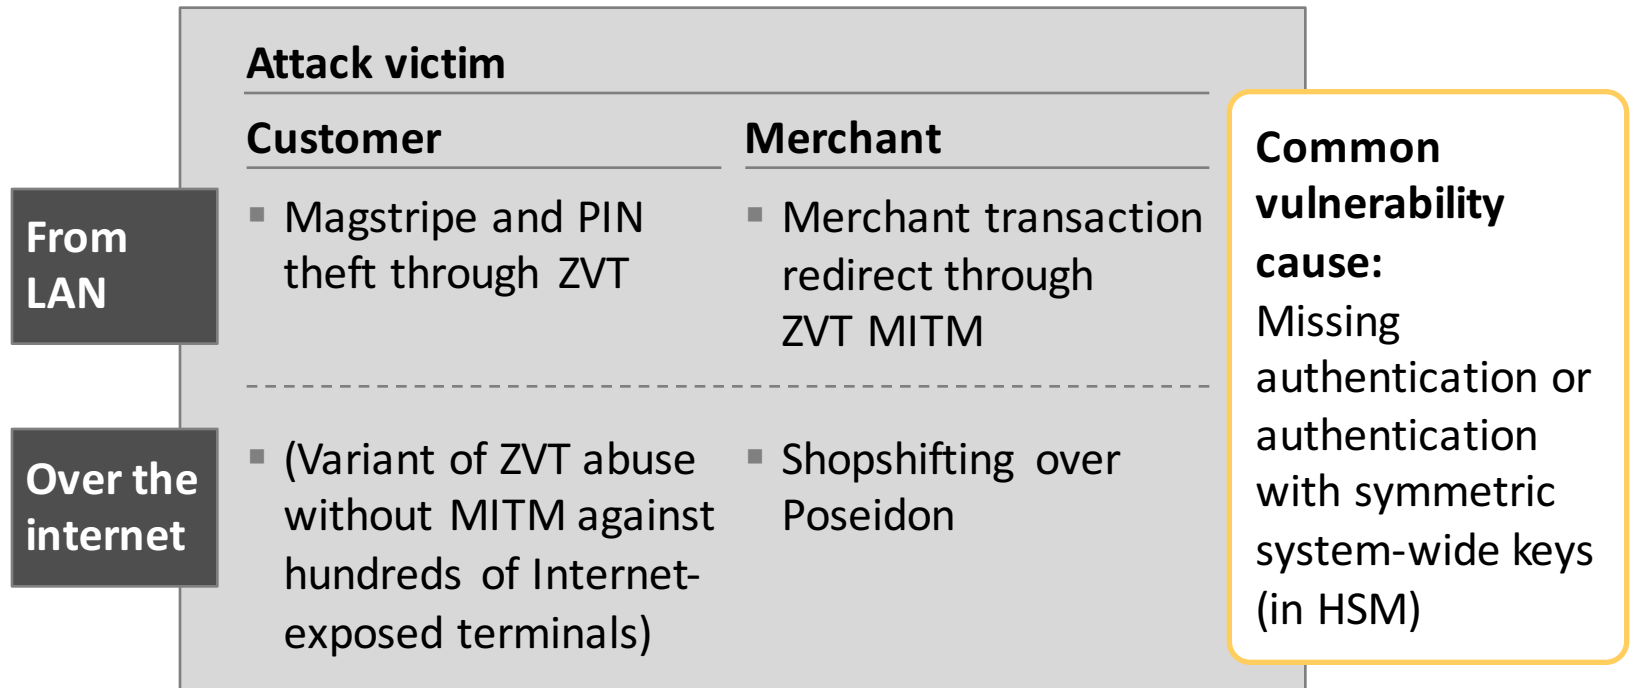 Attack victim
Customer
Merchant
From
LAN
▪ Magstripe and PIN
theft through ZVT
▪ Merchant transaction
redirect through
ZVT MITM
Over the
internet
▪ (Variant of ZVT abuse
without MITM against
hundreds of Internet-
exposed terminals)
▪ Shopshifting over
Poseidon
Common
vulnerability
cause:
Missing
authentication or
authentication
with symmetric
system-wide keys
(in HSM)